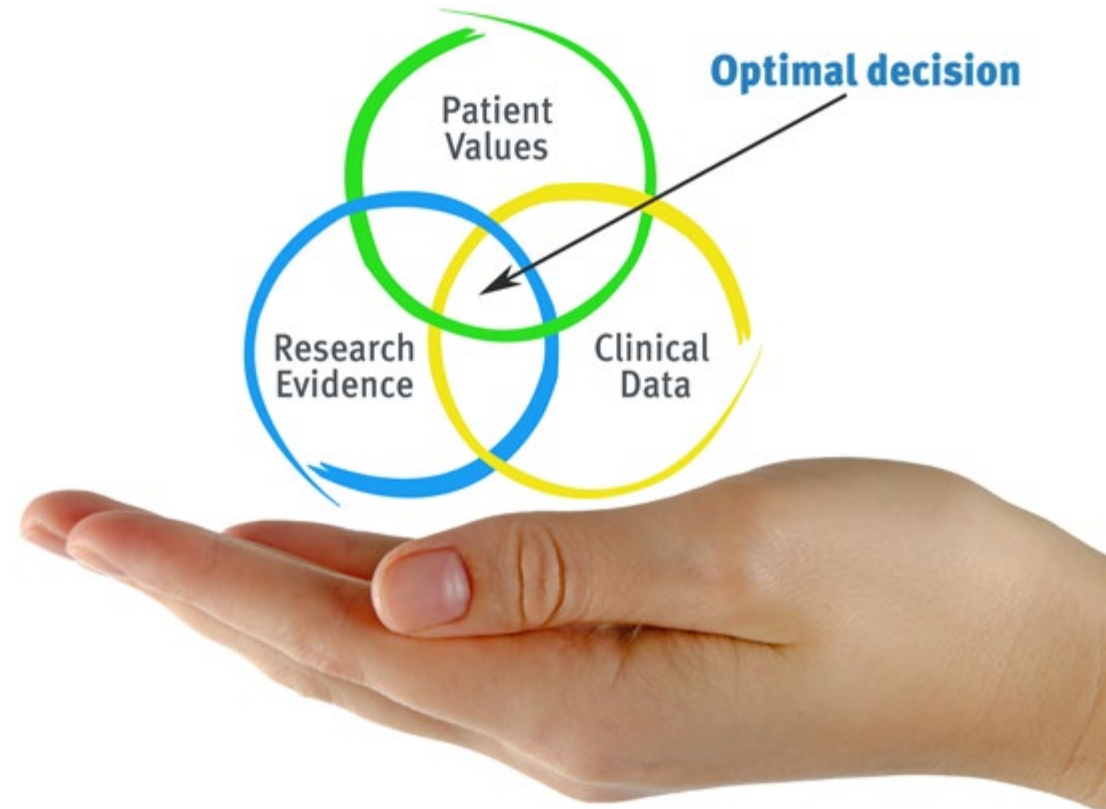 Optimal decision
Patient
Values
Research
Evidence
Clinical
Data